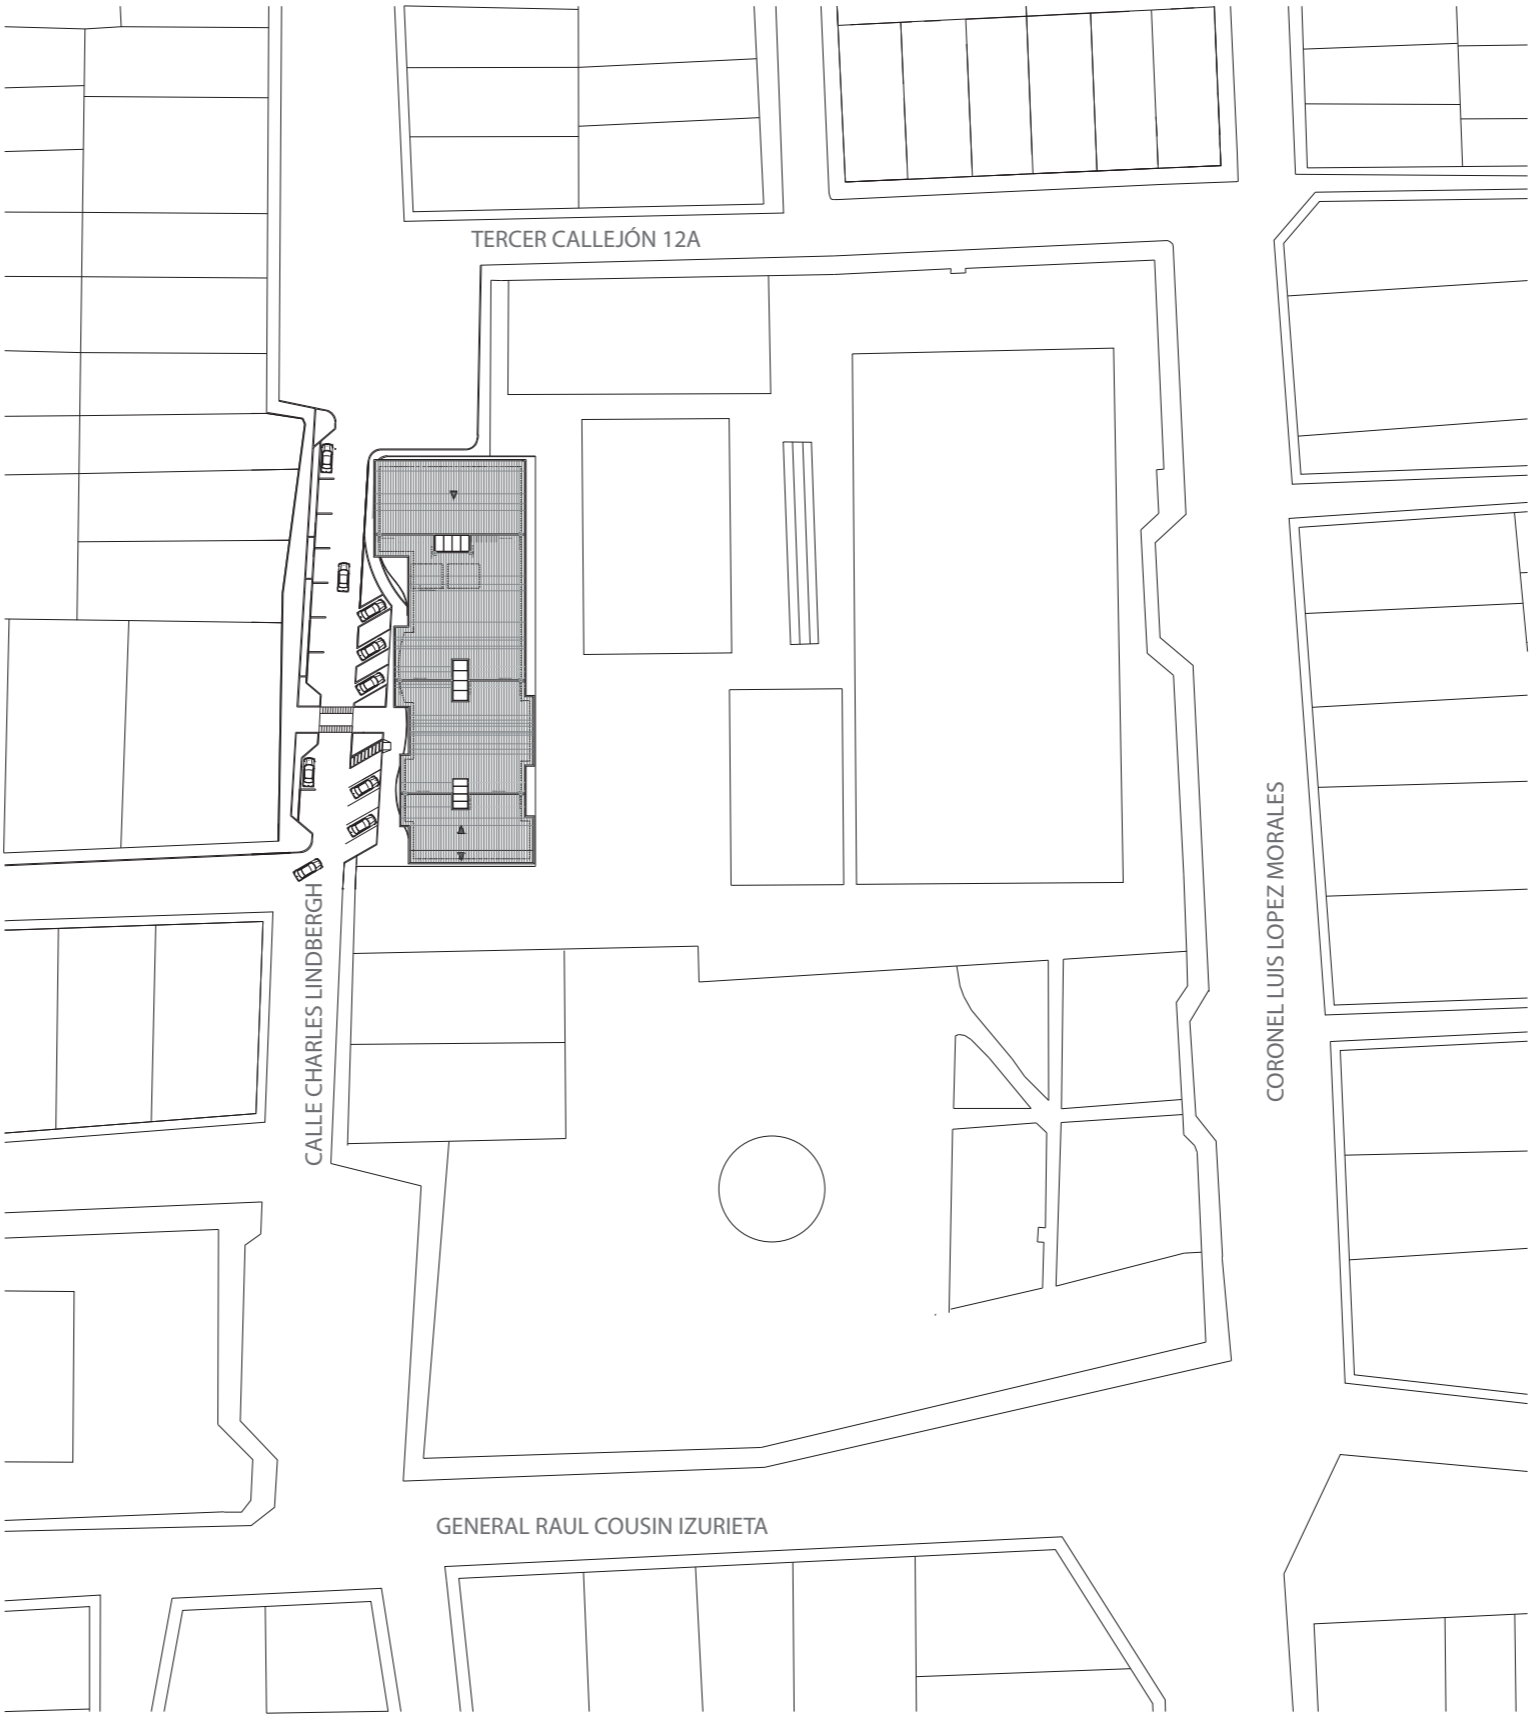 TERCER CALLEJÓN 12A
CALLE CHARLES LINDBERGH
CORONEL LUIS LOPEZ MORALES
GENERAL RAUL COUSIN IZURIETA